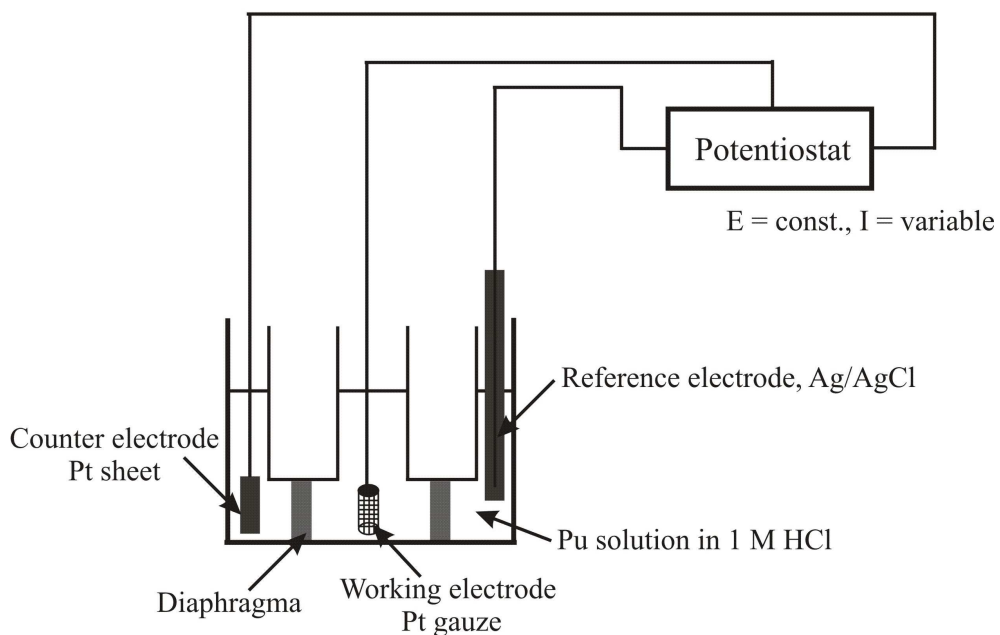 Potentiostat
E = const., I = variable
Reference electrode, Ag/AgCl
Counter electrode
Pt sheet
Pu solution in 1 M HCl
Diaphragma
Working electrode
Pt gauze